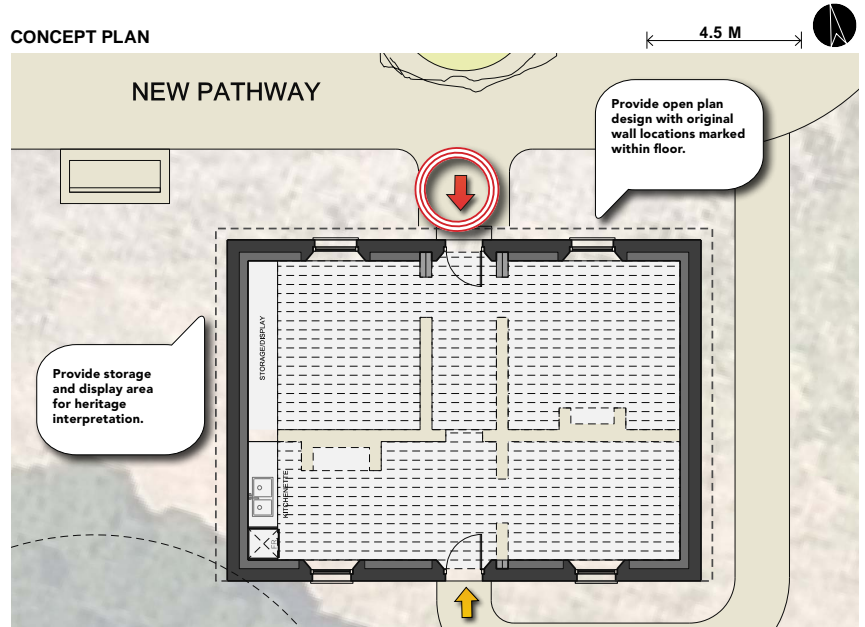 CONCEPT PLAN
4.5 M
NEW PATHWAY
Provide open plan
design with original
wall locations marked
within floor.
STORAGE/DISPLAY
Provide storage
and display area
for heritage
interpretation.
KITCHENETTE
FR